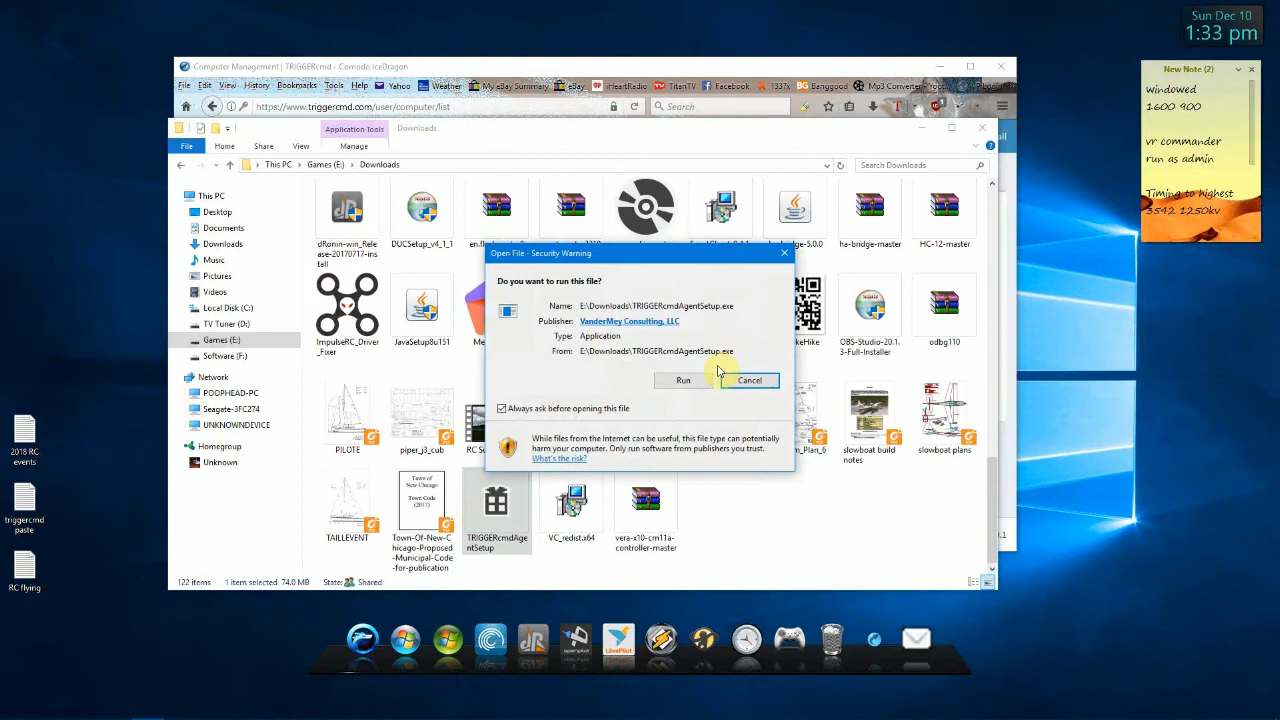 Sun Dec 10
1:33 pm
New Note (2)
Windowed
1600 900
vr commander
run as admin
Timing to highest
3542 1250kv
Computer Management | TRIGGERcmd - Comodo IceDragon
File Edit View History Bookmarks Tools Help Yahoo Weather My eBay Summary eBay iHeartRadio TitanTV Facebook 1337x Banggood Mp3 Converter
https://www.triggercmd.com/user/computer/list
Search
Application Tools
Downloads
File Home Share View Manage
This PC > Games (E:) > Downloads
Search Downloads
This PC
Desktop
Documents
Downloads
Music
Pictures
Videos
Local Disk (C:)
TV Tuner (D:)
Games (E:)
Software (F:)
Network
POOPHEAD-PC
Seagate-3FC274
UNKNOWNDEVICE
Homegroup
Unknown
dRonin-win_Rele
ase-20170717-ins
tall
DUCSetup_v4_1_1
ha-bridge-master
HC-12-master
ImpulseRC_Driver
_Fixer
JavaSetup8u151
OBS-Studio-20.1.
3-Full-Installer
odbg110
PILOTE
piper_j3_cub
slowboat build
notes
slowboat plans
TAILLEVENT
Town of
New Chicago
Town Code
(2017)
Town-Of-New-C
hicago-Proposed
-Municipal-Code-
for-publication
TRIGGERcmdAge
ntSetup
VC_redist.x64
vera-x10-cm11a-
controller-master
Open File - Security Warning
Do you want to run this file?
Name: E:\Downloads\TRIGGERcmdAgentSetup.exe
Publisher: VanderMey Consulting, LLC
Type: Application
From: E:\Downloads\TRIGGERcmdAgentSetup.exe
Run Cancel
Always ask before opening this file
While files from the Internet can be useful, this file type can potentially
harm your computer. Only run software from publishers you trust.
What's the risk?
122 items 1 item selected 74.0 MB State: Shared
2018 RC
events
triggercmd
paste
RC flying
dR
openpilot
LibrePilot